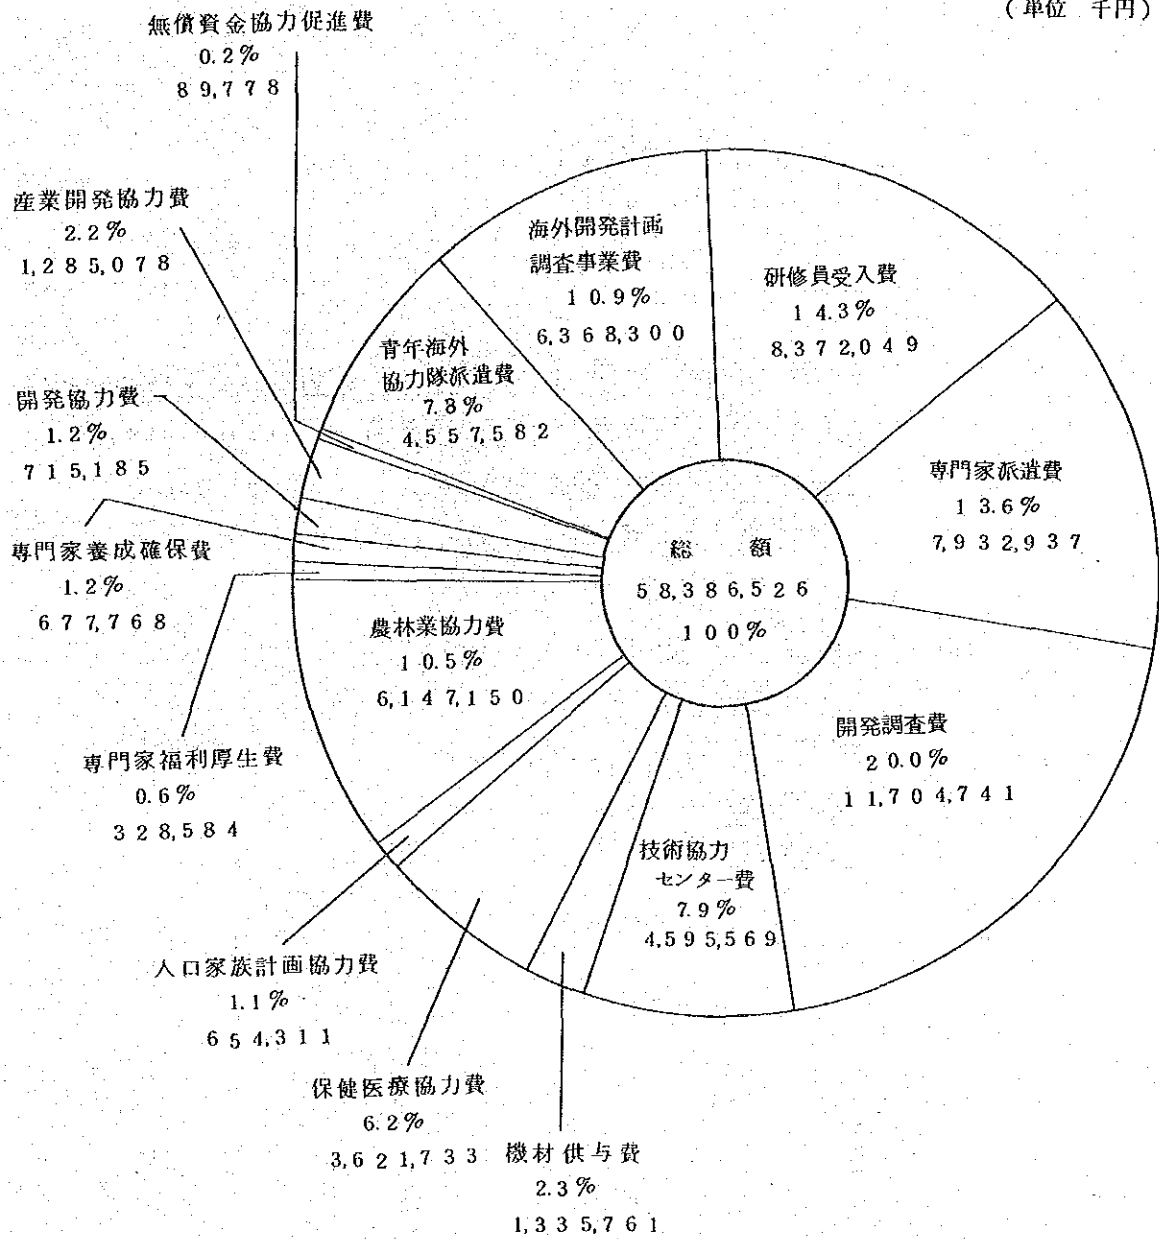 (単位 千円)
無償資金協力促進費
0.2%
89,778
産業開発協力費
2.2%
1,285,078
開発協力費
1.2%
715,185
専門家養成確保費
1.2%
677,768
専門家福利厚生費
0.6%
328,584
人口家族計画協力費
1.1%
654,311
保健医療協力費
6.2%
3,621,733
機材供与費
2.3%
1,335,761
海外開発計画
調査事業費
10.9%
6,368,300
研修員受入費
14.3%
8,372,049
青年海外
協力隊派遣費
7.8%
4,557,582
専門家派遣費
13.6%
7,932,937
総額
58,386,526
100%
農林業協力費
10.5%
6,147,150
開発調査費
20.0%
11,704,741
技術協力
センター費
7.9%
4,595,569